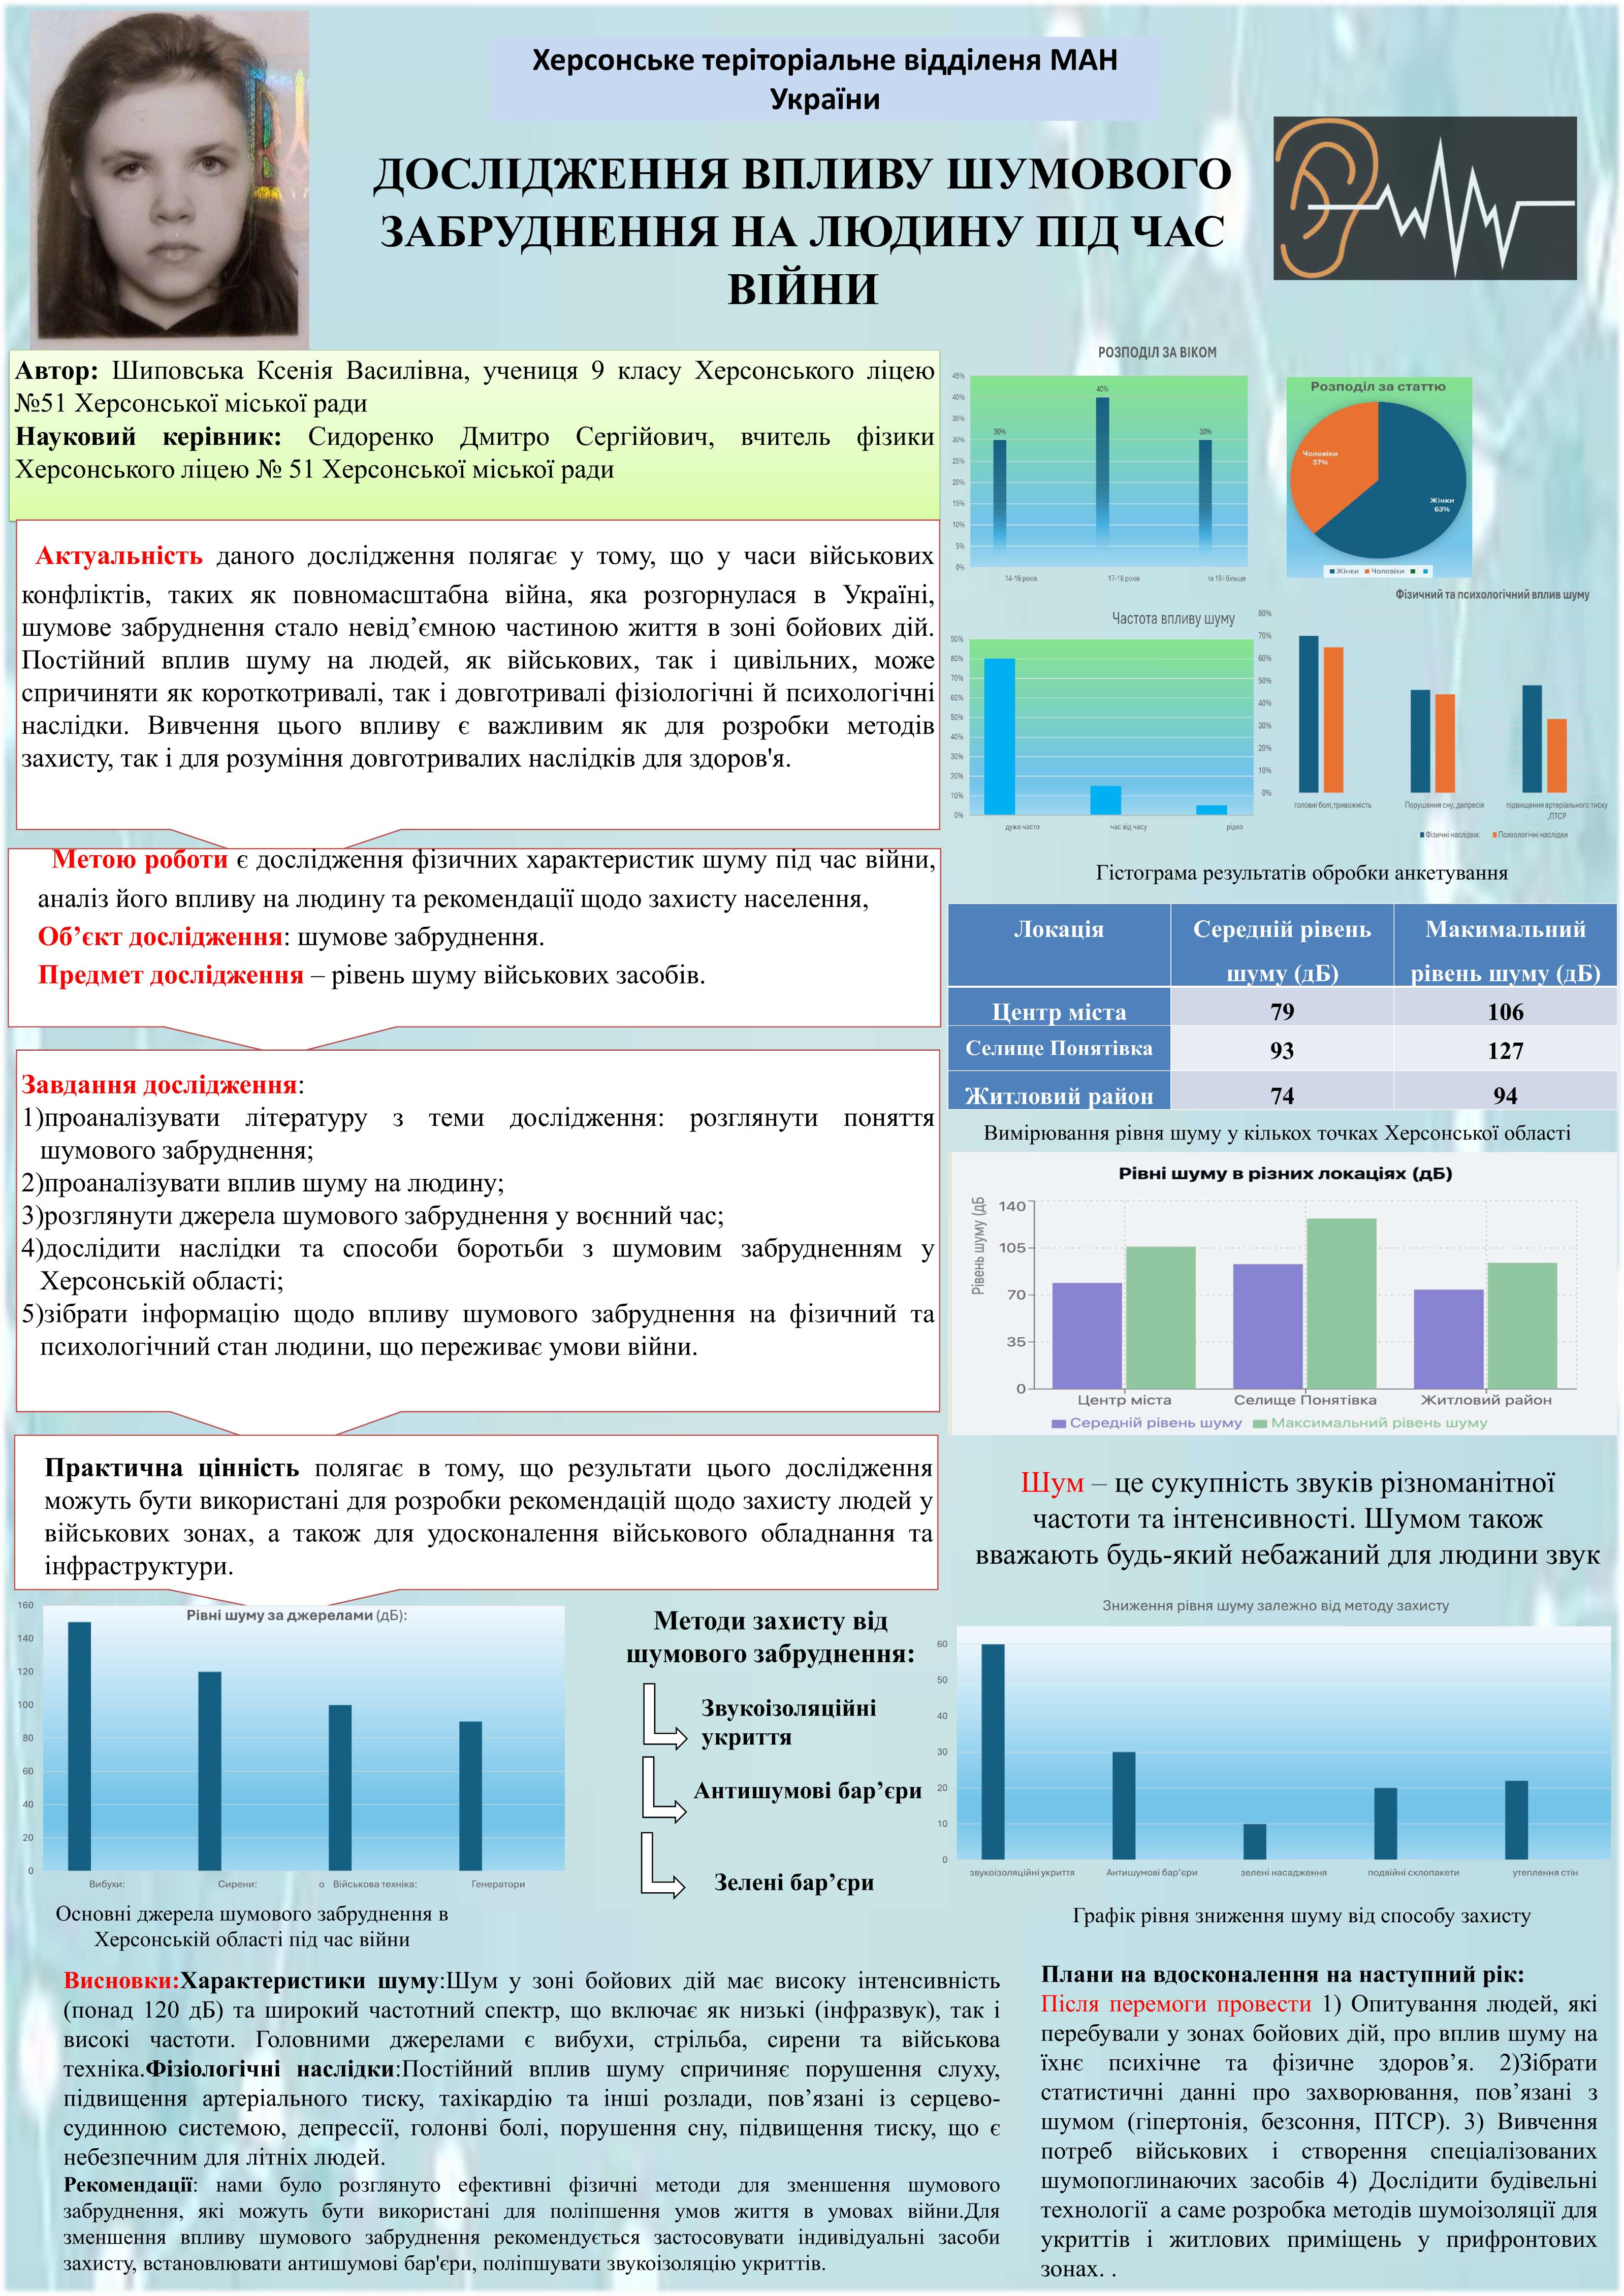 Херсонське теріторіальне відділеня МАН
України
ДОСЛІДЖЕННЯ ВПЛИВУ ШУМОВОГО
ЗАБРУДНЕННЯ НА ЛЮДИНУ ПІД ЧАС
ВІЙНИ
Автор: Шиповська Ксенія Василівна, учениця 9 класу Херсонського ліцею
№51 Херсонської міської ради
Науковий керівник: Сидоренко Дмитро Сергійович, вчитель фізики
Херсонського ліцею № 51 Херсонської міської ради
Актуальність даного дослідження полягає у тому, що у часи військових
конфліктів, таких як повномасштабна війна, яка розгорнулася в Україні,
шумове забруднення стало невід’ємною частиною життя в зоні бойових дій.
Постійний вплив шуму на людей, як військових, так і цивільних, може
спричиняти як короткотривалі, так і довготривалі фізіологічні й психологічні
наслідки. Вивчення цього впливу є важливим як для розробки методів
захисту, так і для розуміння довготривалих наслідків для здоров'я.
Метою роботи є дослідження фізичних характеристик шуму під час війни,
аналіз його впливу на людину та рекомендації щодо захисту населення,
Об’єкт дослідження: шумове забруднення.
Предмет дослідження – рівень шуму військових засобів.
Завдання дослідження:
1)проаналізувати літературу з теми дослідження: розглянути поняття
шумового забруднення;
2)проаналізувати вплив шуму на людину;
3)розглянути джерела шумового забруднення у воєнний час;
4)дослідити наслідки та способи боротьби з шумовим забрудненням у
Херсонській області;
5)зібрати інформацію щодо впливу шумового забруднення на фізичний та
психологічний стан людини, що переживає умови війни.
Практична цінність полягає в тому, що результати цього дослідження
можуть бути використані для розробки рекомендацій щодо захисту людей у
військових зонах, а також для удосконалення військового обладнання та
інфраструктури.
РОЗПОДІЛ ЗА ВІКОМ
45%
40%
35%
30%
25%
20%
15%
10%
5%
0%
30%
40%
30%
14-16 років
17-18 років
та 19 і більше
Розподіл за статтю
Чоловіки
37%
Жінки
63%
Жінки Чоловіки
Частота впливу шуму
90%
80%
70%
60%
50%
40%
30%
20%
10%
0%
дуже часто
час від часу
рідко
Фізичний та психологічний вплив шуму
80%
70%
60%
50%
40%
30%
20%
10%
0%
головні болі,тривожність
Порушення сну, депресія
підвищення артеріального тиску
,ПТСР
Фізичні наслідки: Психологічні наслідки
Гістограма результатів обробки анкетування
Локація
Середній рівень
шуму (дБ)
Макимальний
рівень шуму (дБ)
Центр міста 79 106
Селище Понятівка 93 127
Житловий район 74 94
Вимірювання рівня шуму у кількох точках Херсонської області
Рівні шуму в різних локаціях (дБ)
Рівень шуму (дБ
140
105
70
35
0
Центр міста
Селище Понятівка
Житловий район
Середній рівень шуму Максимальний рівень шуму
Шум – це сукупність звуків різноманітної
частоти та інтенсивності. Шумом також
вважають будь-який небажаний для людини звук
Рівні шуму за джерелами (дБ):
160
140
120
100
80
60
40
20
0
Вибухи:
Сирени:
o Військова техніка:
Генератори
Основні джерела шумового забруднення в
Херсонській області під час війни
Методи захисту від
шумового забруднення:
Звукоізоляційні
укриття
Антишумові бар’єри
Зелені бар’єри
Зниження рівня шуму залежно від методу захисту
60
50
40
30
20
10
0
звукоізоляційні укриття
Антишумові бар’єри
зелені насадження
подвійні склопакети
утеплення стін
Графік рівня зниження шуму від способу захисту
Висновки:Характеристики шуму:Шум у зоні бойових дій має високу інтенсивність
(понад 120 дБ) та широкий частотний спектр, що включає як низькі (інфразвук), так і
високі частоти. Головними джерелами є вибухи, стрільба, сирени та військова
техніка.Фізіологічні наслідки:Постійний вплив шуму спричиняє порушення слуху,
підвищення артеріального тиску, тахікардію та інші розлади, пов’язані із серцево-
судинною системою, депрессії, голонві болі, порушення сну, підвищення тиску, що є
небезпечним для літніх людей.
Рекомендації: нами було розглянуто ефективні фізичні методи для зменшення шумового
забруднення, які можуть бути використані для поліпшення умов життя в умовах війни.Для
зменшення впливу шумового забруднення рекомендується застосовувати індивідуальні засоби
захисту, встановлювати антишумові бар'єри, поліпшувати звукоізоляцію укриттів.
Плани на вдосконалення на наступний рік:
Після перемоги провести 1) Опитування людей, які
перебували у зонах бойових дій, про вплив шуму на
їхнє психічне та фізичне здоров’я. 2)Зібрати
статистичні данні про захворювання, пов’язані з
шумом (гіпертонія, безсоння, ПТСР). 3) Вивчення
потреб військових і створення спеціалізованих
шумопоглинаючих засобів 4) Дослідити будівельні
технології а саме розробка методів шумоізоляції для
укриттів і житлових приміщень у прифронтових
зонах. .